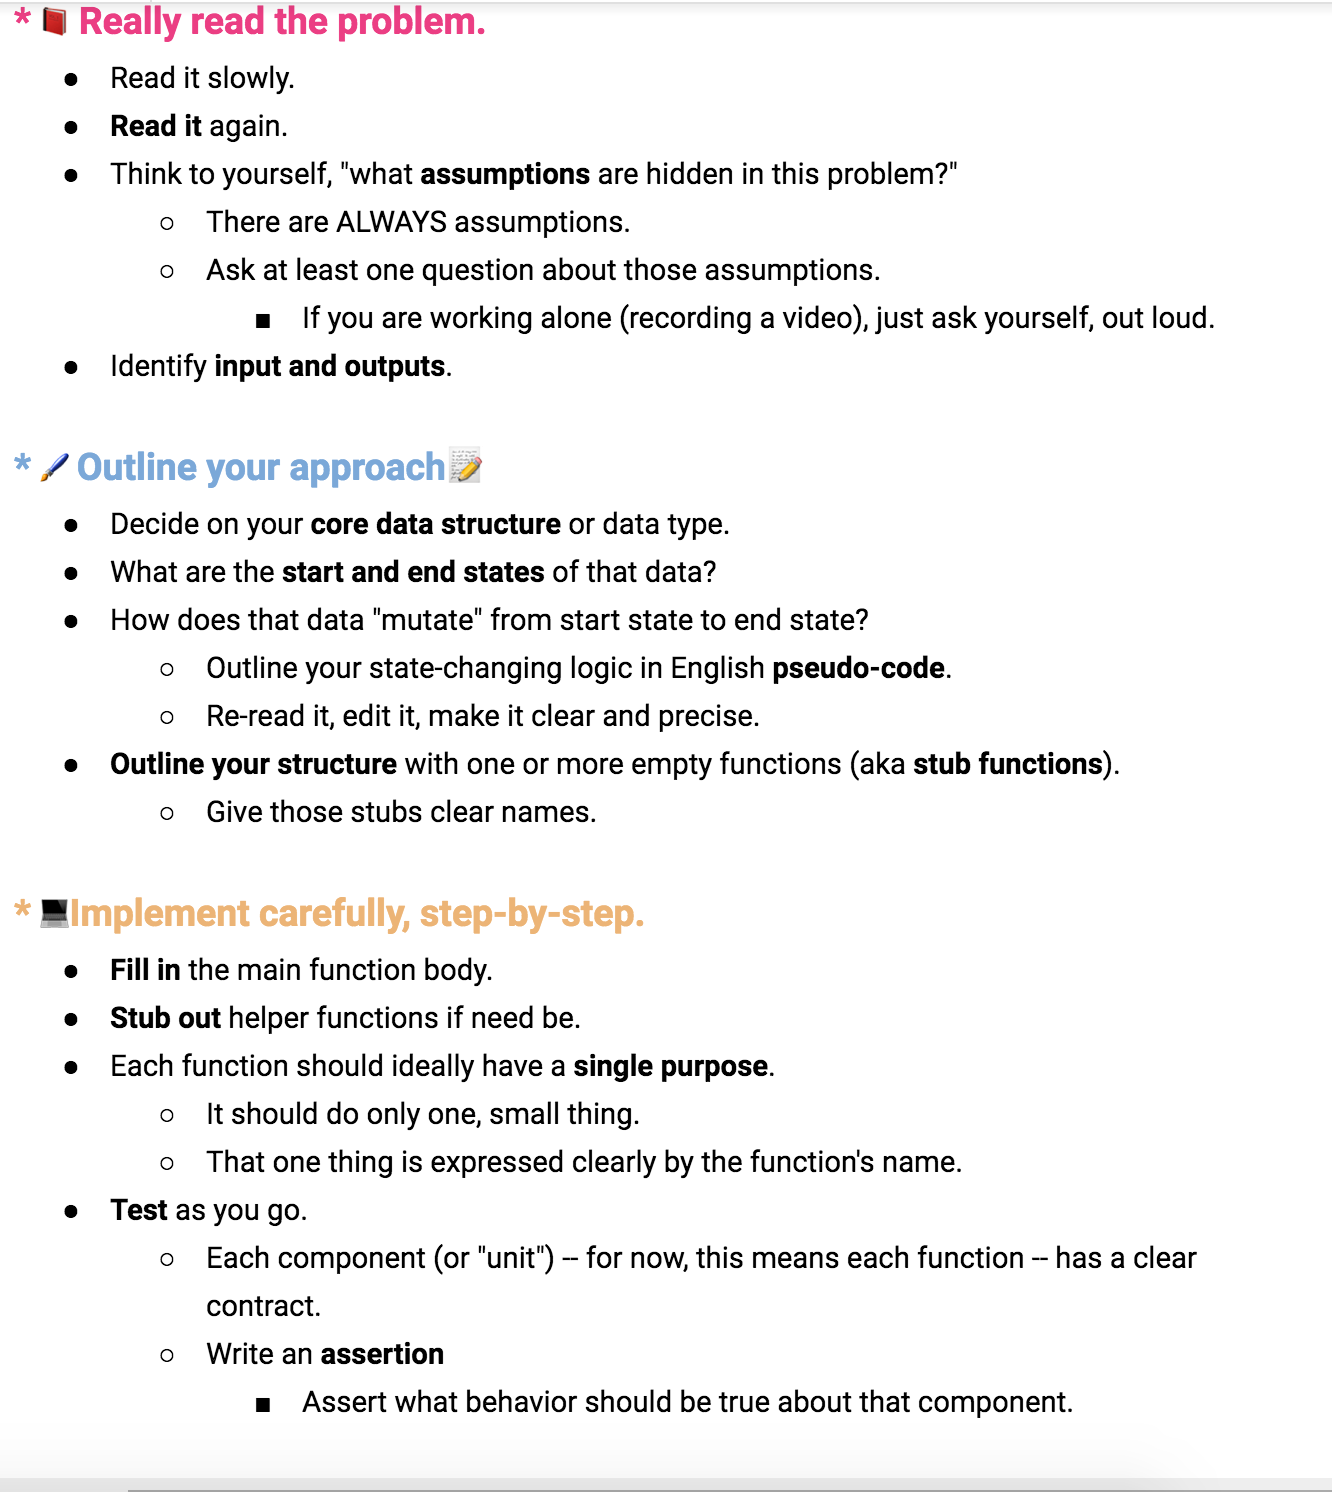 * 📕 Really read the problem.
● Read it slowly.
● Read it again.
● Think to yourself, "what assumptions are hidden in this problem?"
○ There are ALWAYS assumptions.
○ Ask at least one question about those assumptions.
■ If you are working alone (recording a video), just ask yourself, out loud.
● Identify input and outputs.
* 🖌️ Outline your approach📝
● Decide on your core data structure or data type.
● What are the start and end states of that data?
● How does that data "mutate" from start state to end state?
○ Outline your state-changing logic in English pseudo-code.
○ Re-read it, edit it, make it clear and precise.
● Outline your structure with one or more empty functions (aka stub functions).
○ Give those stubs clear names.
* 💻Implement carefully, step-by-step.
● Fill in the main function body.
● Stub out helper functions if need be.
● Each function should ideally have a single purpose.
○ It should do only one, small thing.
○ That one thing is expressed clearly by the function's name.
● Test as you go.
○ Each component (or "unit") -- for now, this means each function -- has a clear
contract.
○ Write an assertion
■ Assert what behavior should be true about that component.